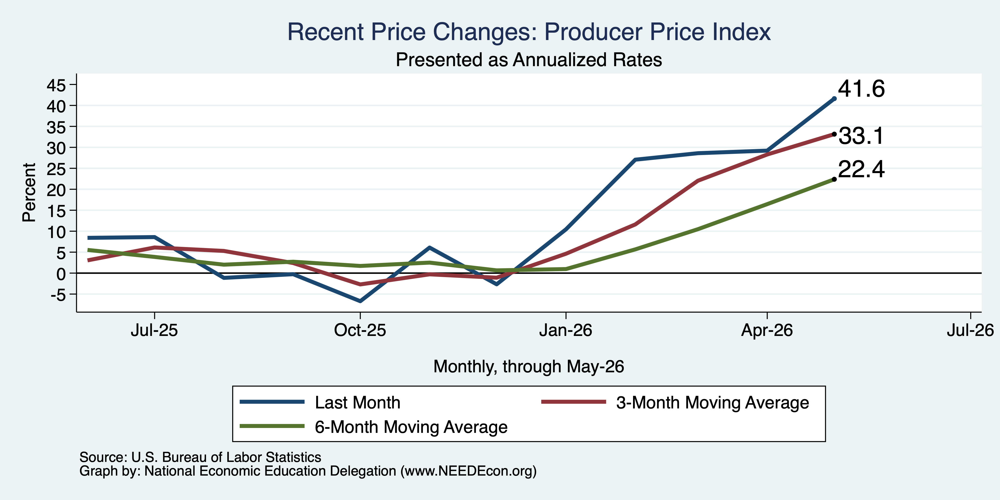 Recent Price Changes: Producer Price Index
Presented as Annualized Rates
45
40
35
30
25
20
15
10
5
0
-5
Percent
41.6
33.1
22.4
Jul-25 Oct-25 Jan-26 Apr-26 Jul-26
Monthly, through May-26
Last Month 3-Month Moving Average
6-Month Moving Average
Source: U.S. Bureau of Labor Statistics
Graph by: National Economic Education Delegation (www.NEEDEcon.org)